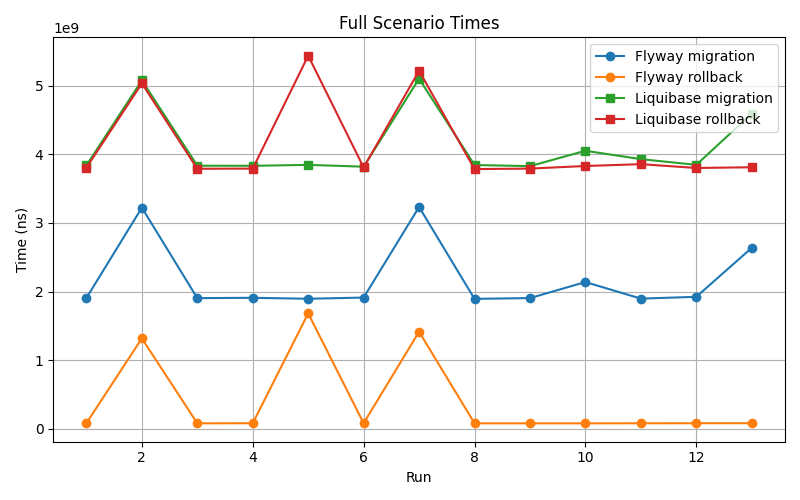 Full Scenario Times
1e9
Flyway migration
Flyway rollback
Liquibase migration
Liquibase rollback
5
4
3
2
1
0
Time (ns)
2
4
6
8
10
12
Run